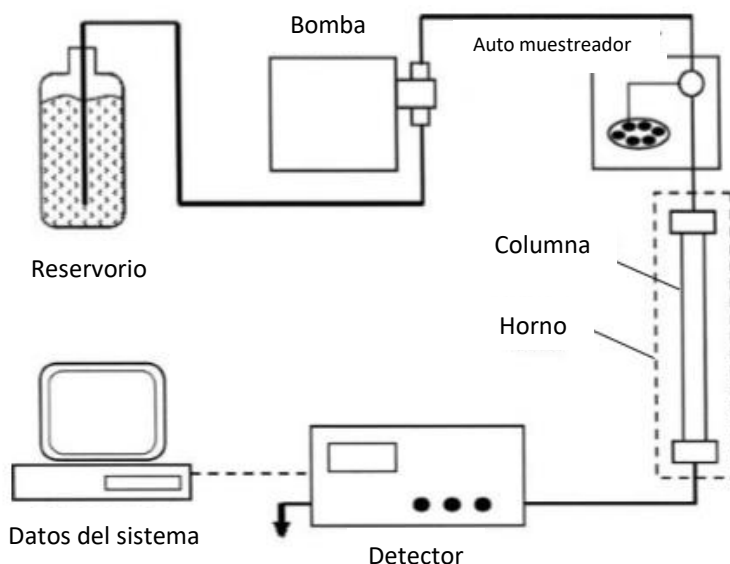 Bomba
Auto muestreador
Reservorio
Columna
Horno
Datos del sistema
Detector